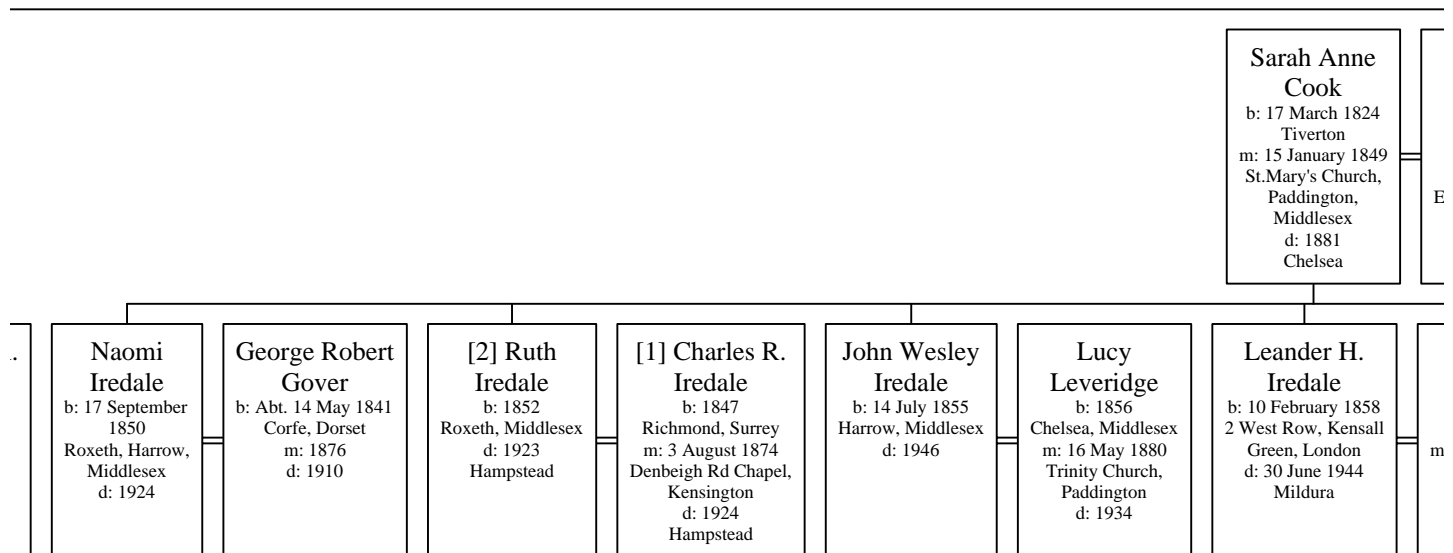 Sarah Anne
Cook
b: 17 March 1824
Tiverton
m: 15 January 1849
St.Mary's Church,
Paddington,
Middlesex
d: 1881
Chelsea
E
.
Naomi
Iredale
b: 17 September
1850
Roxeth, Harrow,
Middlesex
d: 1924
George Robert
Gover
b: Abt. 14 May 1841
Corfe, Dorset
m: 1876
d: 1910
[2] Ruth
Iredale
b: 1852
Roxeth, Middlesex
d: 1923
Hampstead
[1] Charles R.
Iredale
b: 1847
Richmond, Surrey
m: 3 August 1874
Denbeigh Rd Chapel,
Kensington
d: 1924
Hampstead
John Wesley
Iredale
b: 14 July 1855
Harrow, Middlesex
d: 1946
Lucy
Leveridge
b: 1856
Chelsea, Middlesex
m: 16 May 1880
Trinity Church,
Paddington
d: 1934
Leander H.
Iredale
b: 10 February 1858
2 West Row, Kensall
Green, London
d: 30 June 1944
Mildura
m